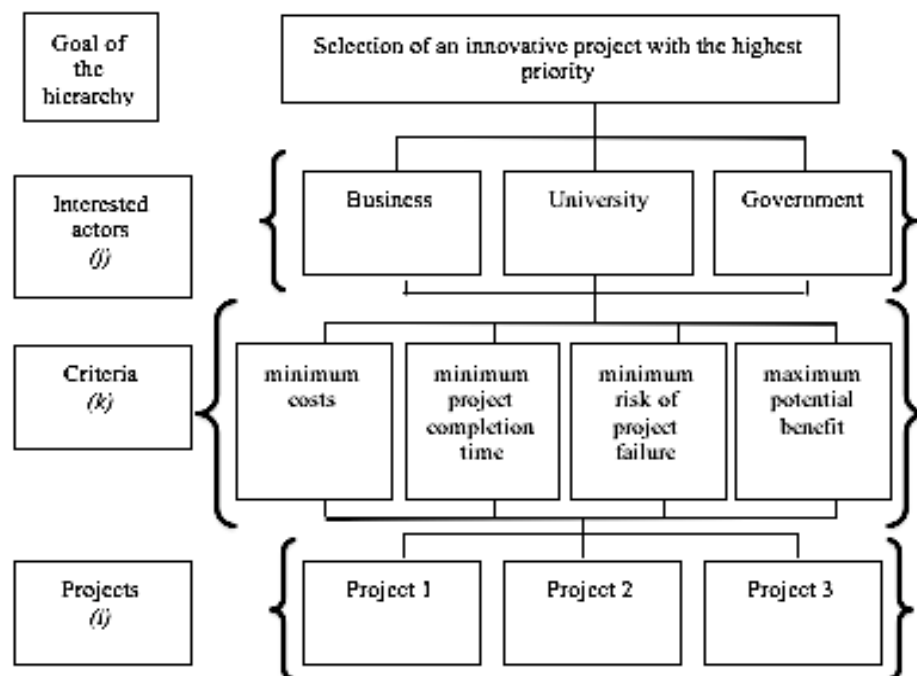 Goal of
the
hierarchy
Selection of an innovative project with the highest
priority
Interested
actors
(j)
Business
University
Government
Criteria
(k)
minimum
costs
minimum
project
completion
time
minimum
risk of
project
failure
maximum
potential
benefit
Projects
(i)
Project 1
Project 2
Project 3